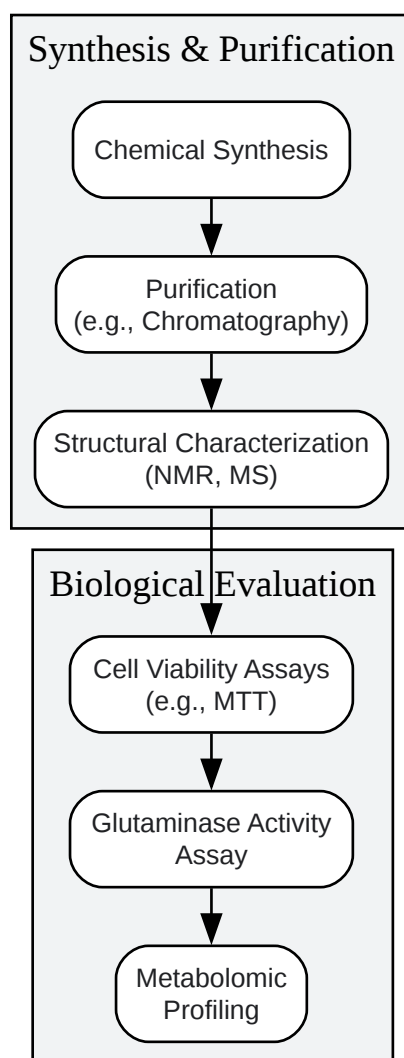 Synthesis & Purification
Chemical Synthesis
Purification
(e.g., Chromatography)
Structural Characterization
(NMR, MS)
Biological Evaluation
Cell Viability Assays
(e.g., MTT)
Glutaminase Activity
Assay
Metabolomic
Profiling